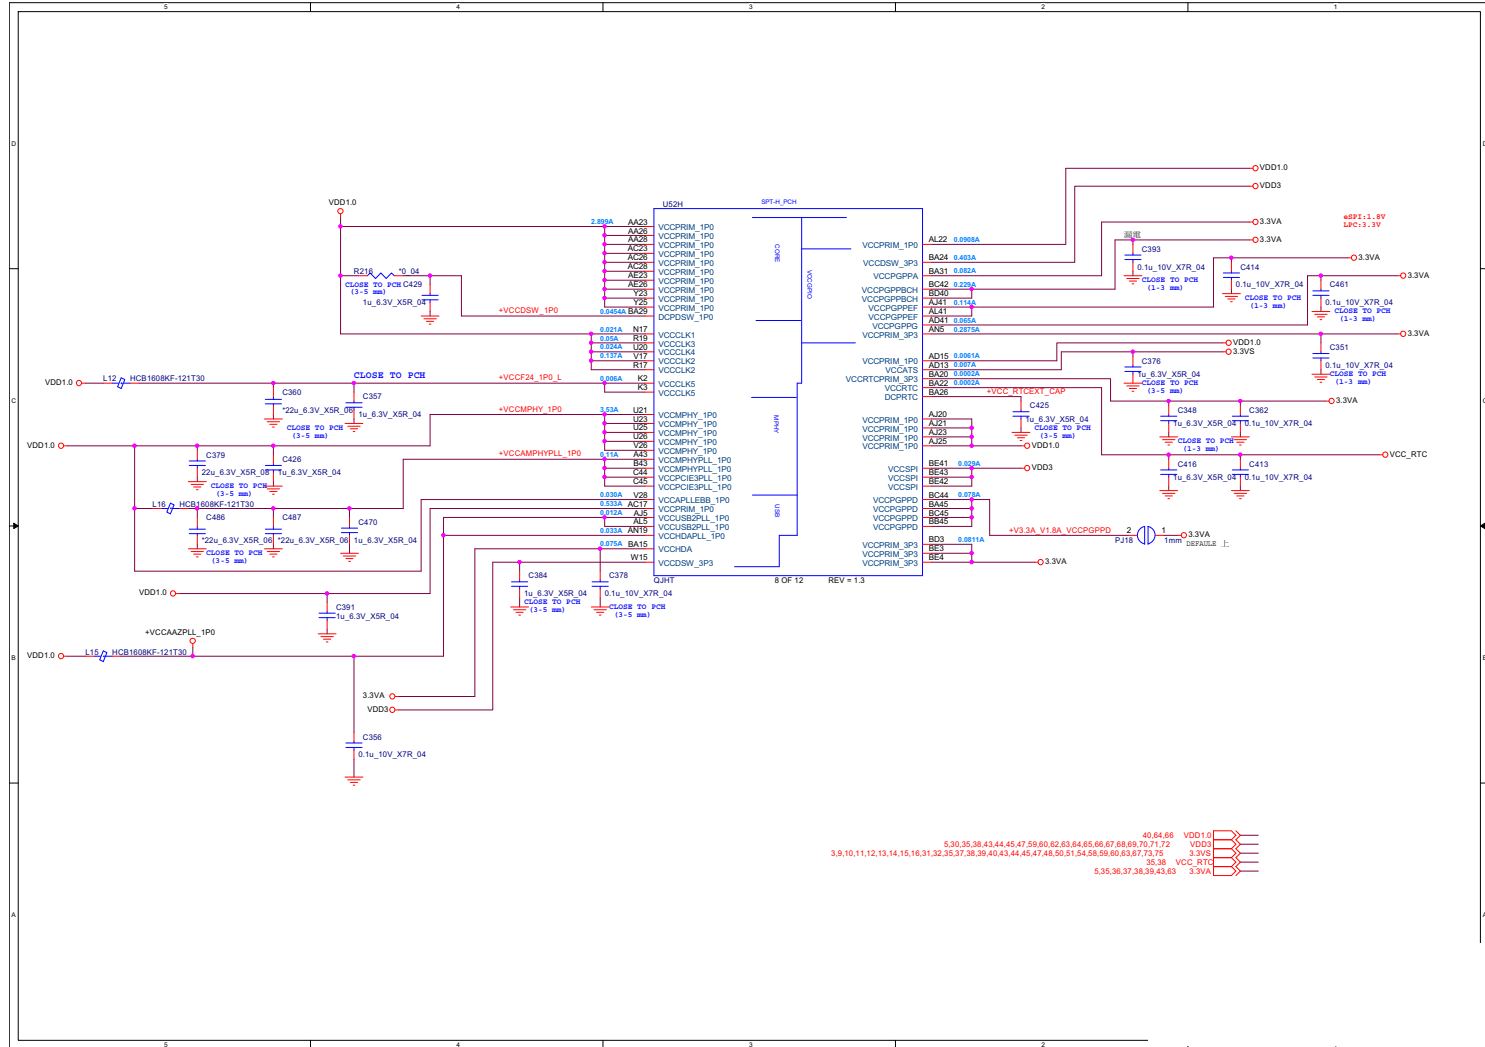 5 4 3 2 1
D
D
C
B
A
U52H
SPT-H_PCH
VDD1.0
2.899A AA23 VCCPRIM_1P0
AA26 VCCPRIM_1P0
AA28 VCCPRIM_1P0
AC23 VCCPRIM_1P0
AC26 VCCPRIM_1P0
AC28 VCCPRIM_1P0
AE23 VCCPRIM_1P0
AE26 VCCPRIM_1P0
Y23 VCCPRIM_1P0
Y25 VCCPRIM_1P0
+VCCDSW_1P0 0.0454A BA29 DCPDSW_1P0
R216 *0_04
CLOSE TO PCH
(3-5 mm)
C429
1u_6.3V_X5R_04
0.021A N17 VCCCLK1
0.05A R19 VCCCLK3
0.024A U20 VCCCLK4
0.137A V17 VCCCLK2
R17 VCCCLK2
VDD1.0 L12 HCB1608KF-121T30
CLOSE TO PCH
+VCCF24_1P0_L 0.006A K2 VCCCLK5
K3 VCCCLK5
C360
*22u_6.3V_X5R_06
CLOSE TO PCH
(3-5 mm)
C357
1u_6.3V_X5R_04
+VCCMPHY_1P0 3.53A U21 VCCMPHY_1P0
U23 VCCMPHY_1P0
U25 VCCMPHY_1P0
U26 VCCMPHY_1P0
V26 VCCMPHY_1P0
VDD1.0
C379
22u_6.3V_X5R_08
CLOSE TO PCH
(3-5 mm)
C426
1u_6.3V_X5R_04
+VCCAMPHYPLL_1P0 0.11A A43 VCCMPHYPLL_1P0
B43 VCCMPHYPLL_1P0
C44 VCCPCIE3PLL_1P0
C45 VCCPCIE3PLL_1P0
L16 HCB1608KF-121T30
C486
*22u_6.3V_X5R_06
CLOSE TO PCH
(3-5 mm)
C487
*22u_6.3V_X5R_06
C470
1u_6.3V_X5R_04
0.030A V28 VCCAPLLEBB_1P0
0.533A AC17 VCCPRIM_1P0
0.012A AJ5 VCCUSB2PLL_1P0
AL5 VCCUSB2PLL_1P0
0.033A AN19 VCCHDAPLL_1P0
0.075A BA15 VCCHDA
W15 VCCDSW_3P3
QJHT
8 OF 12
REV = 1.3
C384
1u_6.3V_X5R_04
CLOSE TO PCH
(3-5 mm)
C378
0.1u_10V_X7R_04
CLOSE TO PCH
(3-5 mm)
VDD1.0
C391
1u_6.3V_X5R_04
+VCCAAZPLL_1P0
VDD1.0 L15 HCB1608KF-121T30
3.3VA
VDD3
C356
0.1u_10V_X7R_04
CORE
VCCGPIO
MPHY
USB
VCCPRIM_1P0 AL22 0.0908A VDD1.0
VCCDSW_3P3 BA24 0.403A VDD3
VCCPGPPA BA31 0.082A 3.3VA
VCCPGPPBCH BC42 0.229A 3.3VA
VCCPGPPBCH BD40
VCCPGPPEF AJ41 0.114A 3.3VA
VCCPGPPEF AL41
VCCPGPPG AD41 0.065A 3.3VA
VCCPRIM_3P3 AN5 0.2875A 3.3VA
eSPI:1.8V
LPC:3.3V
漏電
C393
0.1u_10V_X7R_04
CLOSE TO PCH
(1-3 mm)
C414
0.1u_10V_X7R_04
CLOSE TO PCH
(1-3 mm)
C461
0.1u_10V_X7R_04
CLOSE TO PCH
(1-3 mm)
C351
0.1u_10V_X7R_04
CLOSE TO PCH
(1-3 mm)
VCCPRIM_1P0 AD15 0.0061A VDD1.0
VCCATS AD13 0.007A 3.3VS
VCCRTCPRIM_3P3 BA20 0.0002A 3.3VA
VCCRTC BA22 0.0002A VCC_RTC
DCPRTC BA26 +VCC_RTCEXT_CAP
C376
1u_6.3V_X5R_04
CLOSE TO PCH
(3-5 mm)
C425
1u_6.3V_X5R_04
CLOSE TO PCH
(3-5 mm)
C348
1u_6.3V_X5R_04
C362
0.1u_10V_X7R_04
CLOSE TO PCH
(1-3 mm)
C416
1u_6.3V_X5R_04
C413
0.1u_10V_X7R_04
VCCPRIM_1P0 AJ20
VCCPRIM_1P0 AJ21
VCCPRIM_1P0 AJ23
VCCPRIM_1P0 AJ25 VDD1.0
VCCSPI BE41 0.029A VDD3
VCCSPI BE43
VCCSPI BE42
VCCPGPPD BC44 0.078A
VCCPGPPD BA45
VCCPGPPD BC45
VCCPGPPD BB45
+V3.3A_V1.8A_VCCPGPPD 2 1 3.3VA
PJ18 1mm DEFAULE 上
VCCPRIM_3P3 BD3 0.0811A
VCCPRIM_3P3 BE3
VCCPRIM_3P3 BE4 3.3VA
40,64,66 VDD1.0
5,30,35,38,43,44,45,47,59,60,62,63,64,65,66,67,68,69,70,71,72 VDD3
3,9,10,11,12,13,14,15,16,31,32,35,37,38,39,40,43,44,45,47,48,50,51,54,58,59,60,63,67,73,75 3.3VS
35,38 VCC_RTC
5,35,36,37,38,39,43,63 3.3VA
5 4 3 2